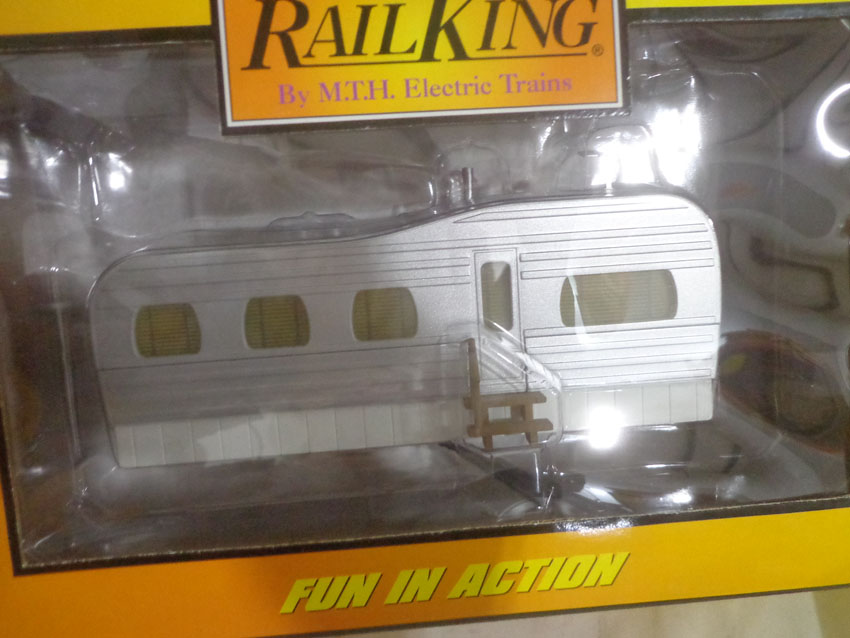 RAILKING®
By M.T.H. Electric Trains
FUN IN ACTION